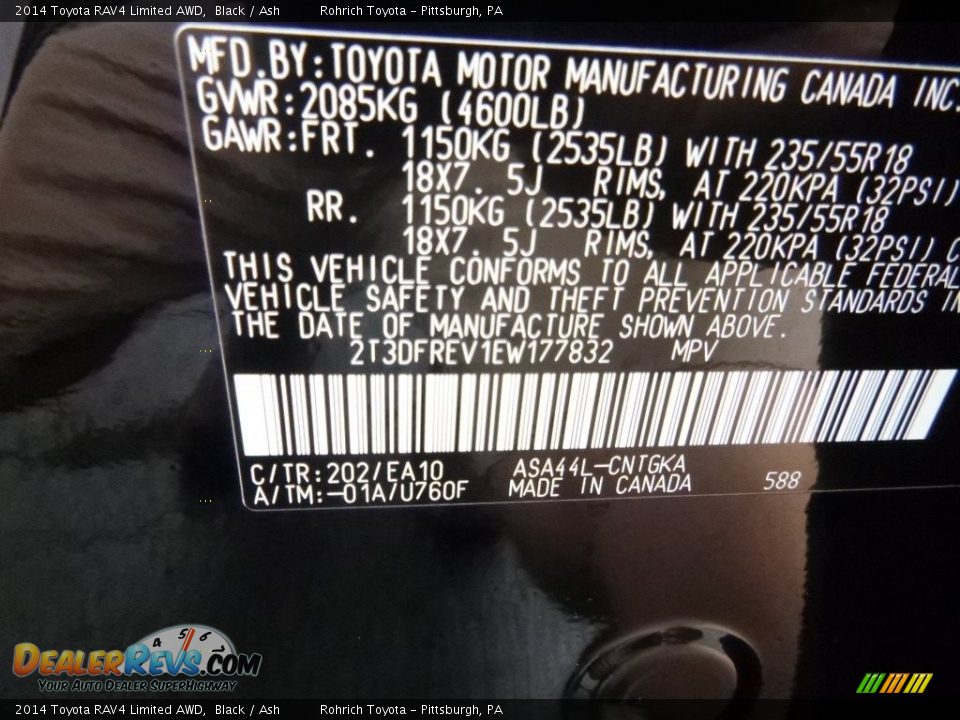 2014 Toyota RAV4 Limited AWD, Black / Ash Rohrich Toyota - Pittsburgh, PA
MFD.BY:TOYOTA MOTOR MANUFACTURING CANADA INC.
GVWR:2085KG (4600LB)
GAWR:FRT. 1150KG (2535LB) WITH 235/55R18
18X7.5J RIMS, AT 220KPA (32PSI)
RR. 1150KG (2535LB) WITH 235/55R18
18X7.5J RIMS, AT 220KPA (32PSI) C
THIS VEHICLE CONFORMS TO ALL APPLICABLE FEDERAL
VEHICLE SAFETY AND THEFT PREVENTION STANDARDS IN
THE DATE OF MANUFACTURE SHOWN ABOVE.
2T3DFREV1EW177832 MPV
C/TR:202/EA10 ASA44L-CNTGKA 588
A/TM:-01A/U760F MADE IN CANADA
4 5 6
DEALERREVS.COM
YOUR AUTO DEALER SUPERHIGHWAY
2014 Toyota RAV4 Limited AWD, Black / Ash Rohrich Toyota - Pittsburgh, PA